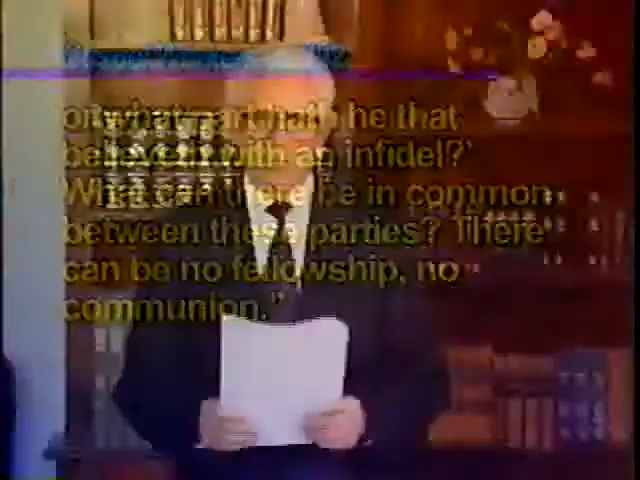 or what part hath he that
believeth with an infidel?'
What can there be in common
between these parties? There
can be no fellowship, no
communion."